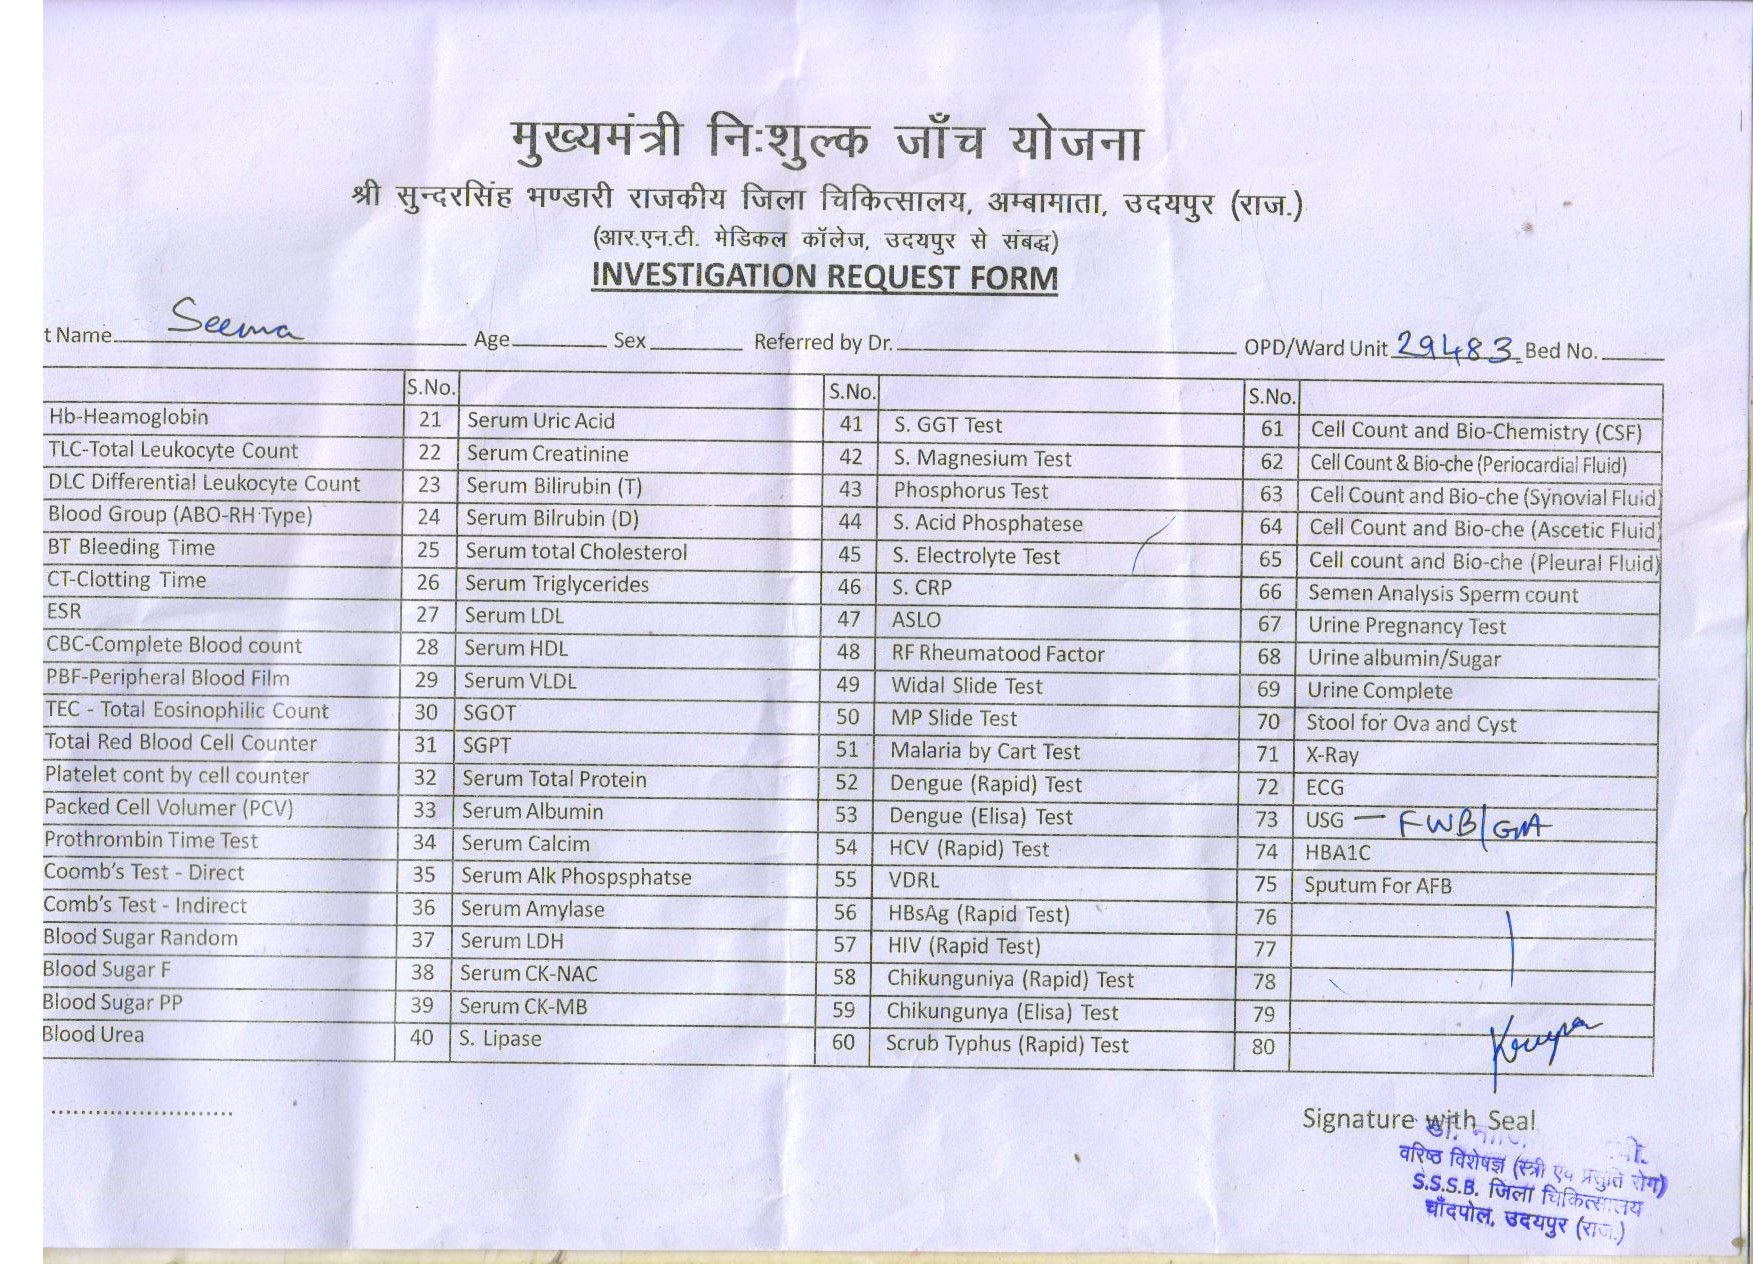 मुख्यमंत्री निःशुल्क जाँच योजना
श्री सुन्दरसिंह भण्डारी राजकीय जिला चिकित्सालय, अम्बामाता, उदयपुर (राज.)
(आर.एन.टी. मेडिकल कॉलेज, उदयपुर से संबद्ध)
INVESTIGATION REQUEST FORM
t Name Seema Age Sex Referred by Dr. OPD/Ward Unit 29483 Bed No.
S.No. S.No. S.No.
Hb-Heamoglobin 21 Serum Uric Acid 41 S. GGT Test 61 Cell Count and Bio-Chemistry (CSF)
TLC-Total Leukocyte Count 22 Serum Creatinine 42 S. Magnesium Test 62 Cell Count & Bio-che (Periocardial Fluid)
DLC Differential Leukocyte Count 23 Serum Bilirubin (T) 43 Phosphorus Test 63 Cell Count and Bio-che (Synovial Fluid)
Blood Group (ABO-RH Type) 24 Serum Bilrubin (D) 44 S. Acid Phosphatese 64 Cell Count and Bio-che (Ascetic Fluid)
BT Bleeding Time 25 Serum total Cholesterol 45 S. Electrolyte Test 65 Cell count and Bio-che (Pleural Fluid)
CT-Clotting Time 26 Serum Triglycerides 46 S. CRP 66 Semen Analysis Sperm count
ESR 27 Serum LDL 47 ASLO 67 Urine Pregnancy Test
CBC-Complete Blood count 28 Serum HDL 48 RF Rheumatood Factor 68 Urine albumin/Sugar
PBF-Peripheral Blood Film 29 Serum VLDL 49 Widal Slide Test 69 Urine Complete
TEC - Total Eosinophilic Count 30 SGOT 50 MP Slide Test 70 Stool for Ova and Cyst
Total Red Blood Cell Counter 31 SGPT 51 Malaria by Cart Test 71 X-Ray
Platelet cont by cell counter 32 Serum Total Protein 52 Dengue (Rapid) Test 72 ECG
Packed Cell Volumer (PCV) 33 Serum Albumin 53 Dengue (Elisa) Test 73 USG — FWB/GA
Prothrombin Time Test 34 Serum Calcim 54 HCV (Rapid) Test 74 HBA1C
Coomb's Test - Direct 35 Serum Alk Phospsphatse 55 VDRL 75 Sputum For AFB
Comb's Test - Indirect 36 Serum Amylase 56 HBsAg (Rapid Test) 76
Blood Sugar Random 37 Serum LDH 57 HIV (Rapid Test) 77
Blood Sugar F 38 Serum CK-NAC 58 Chikunguniya (Rapid) Test 78
Blood Sugar PP 39 Serum CK-MB 59 Chikungunya (Elisa) Test 79
Blood Urea 40 S. Lipase 60 Scrub Typhus (Rapid) Test 80
Signature with Seal
डॉ.
वरिष्ठ विशेषज्ञ (स्त्री एव प्रसुति रोग)
S.S.S.B. जिला चिकित्सालय
चाँदपोल, उदयपुर (राज.)